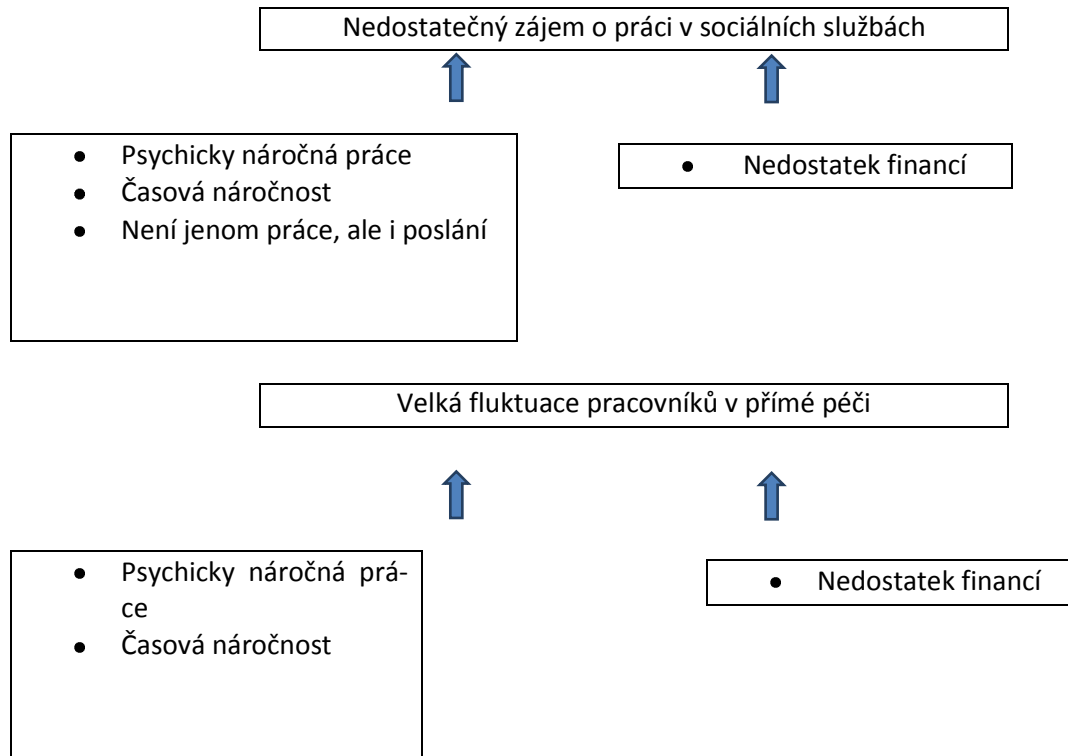 Nedostatečný zájem o práci v sociálních službách
• Psychicky náročná práce
• Časová náročnost
• Není jenom práce, ale i poslání
• Nedostatek financí
Velká fluktuace pracovníků v přímé péči
• Psychicky náročná prá-
ce
• Časová náročnost
• Nedostatek financí